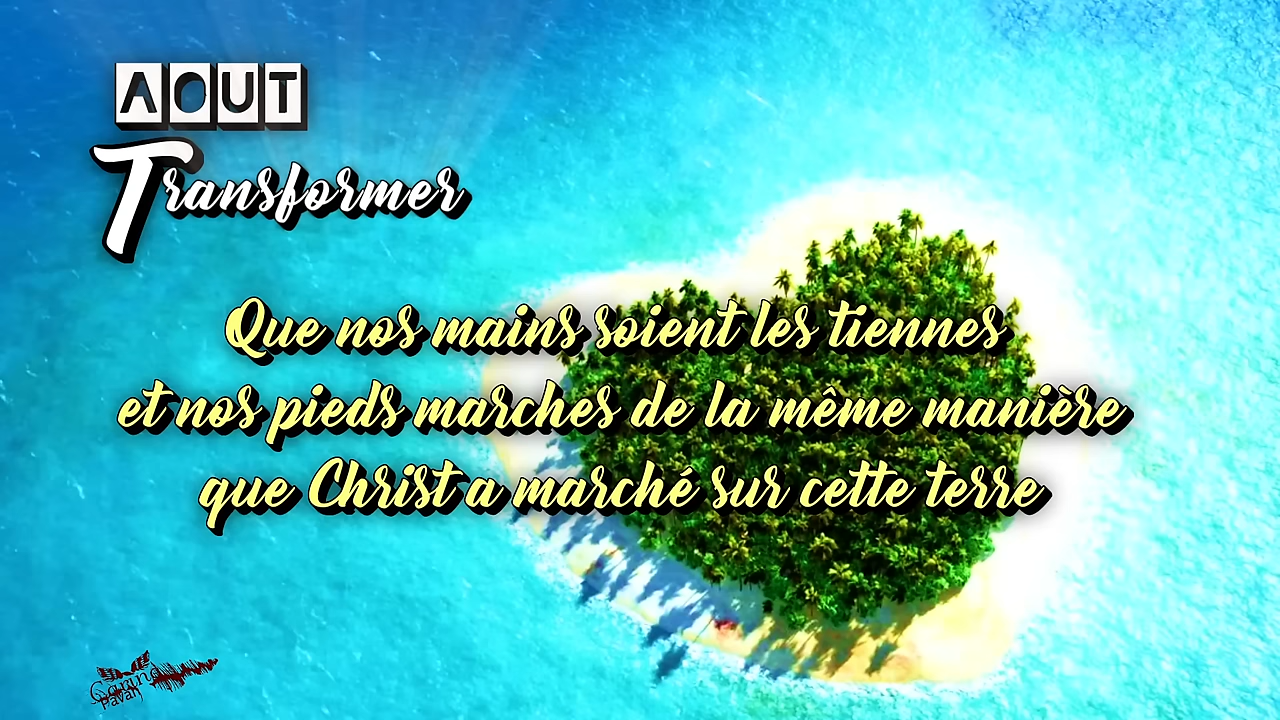 AOUT
Transformer
Que nos mains soient les tiennes
et nos pieds marches de la même manière
que Christ a marché sur cette terre
Pavan